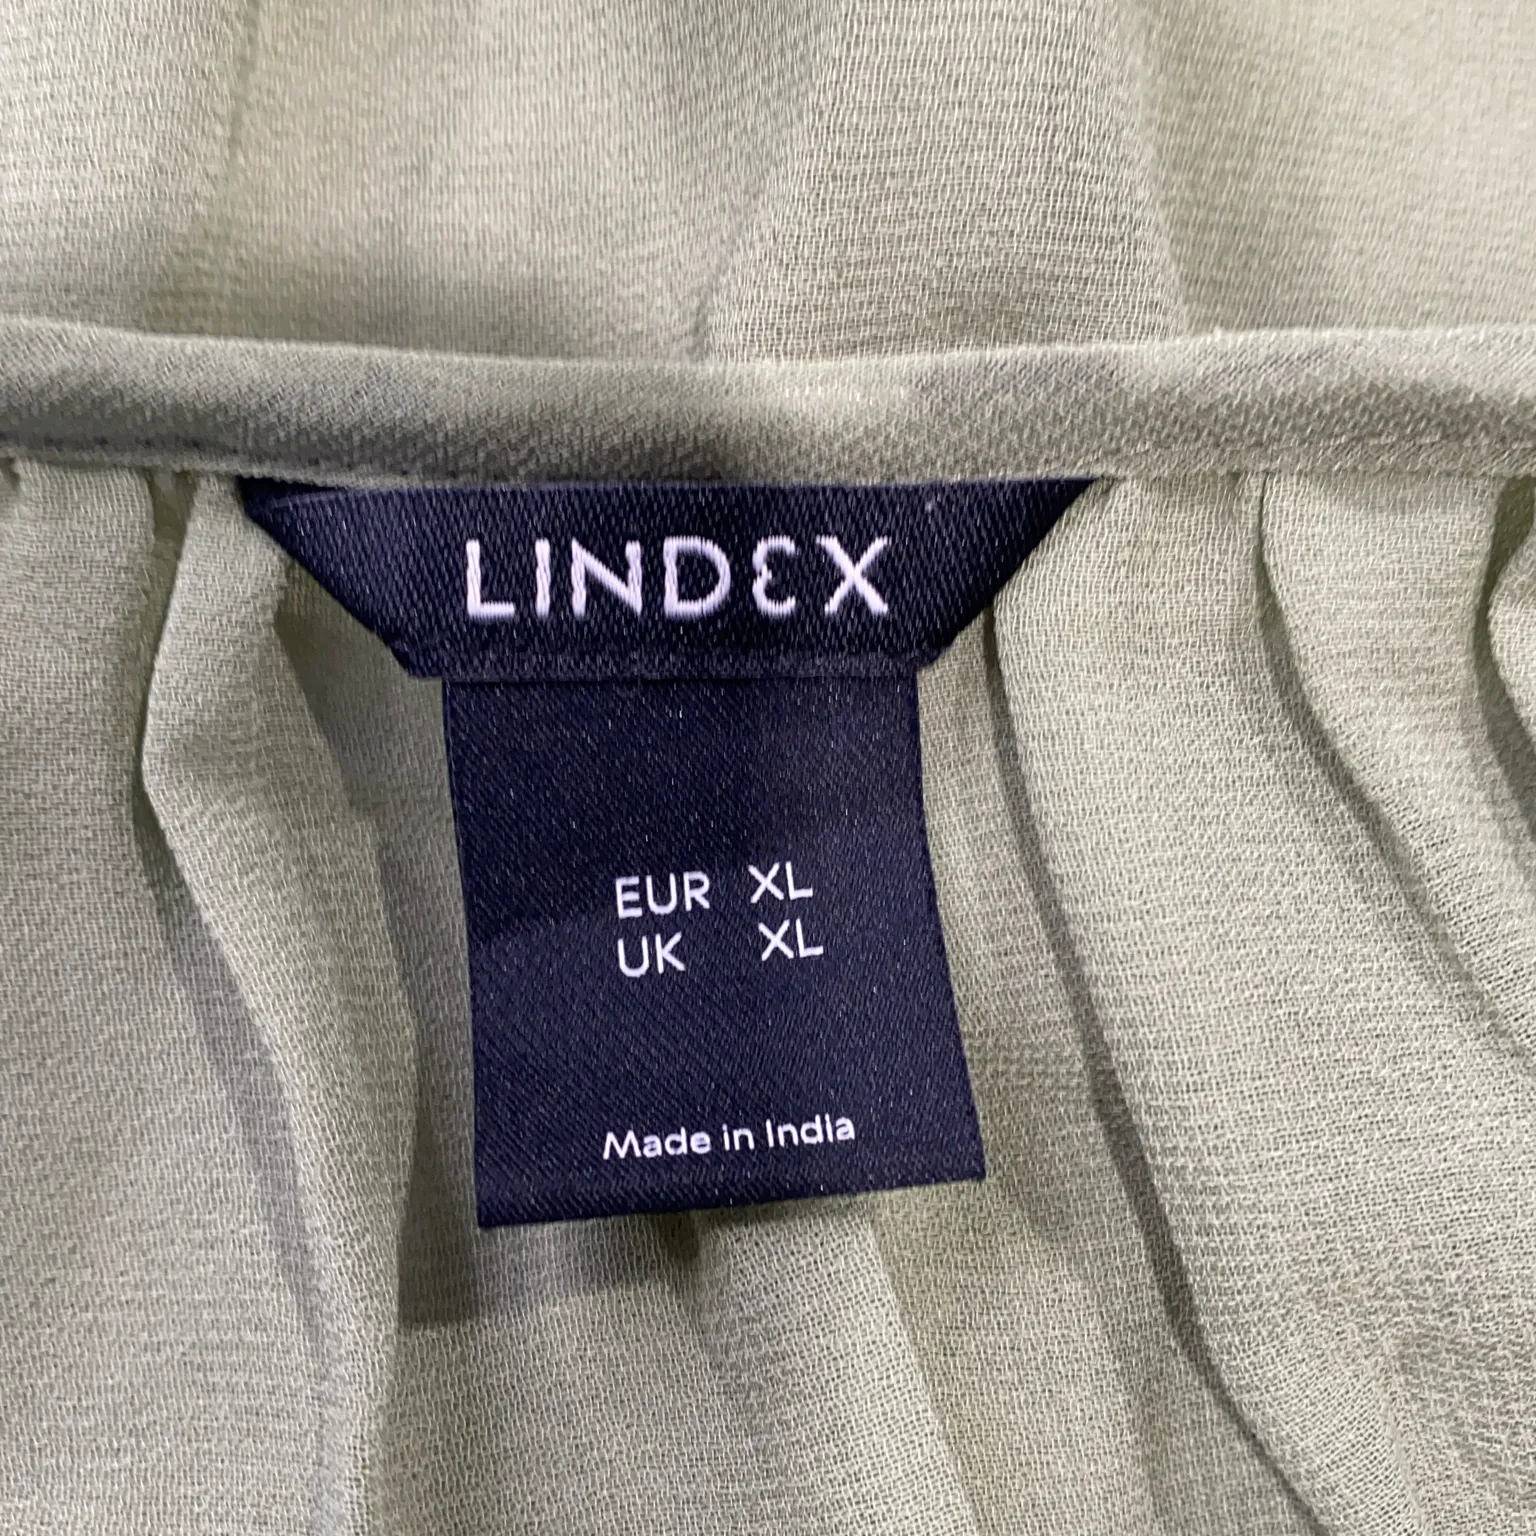 LINDEX
EUR XL
UK XL
Made in India